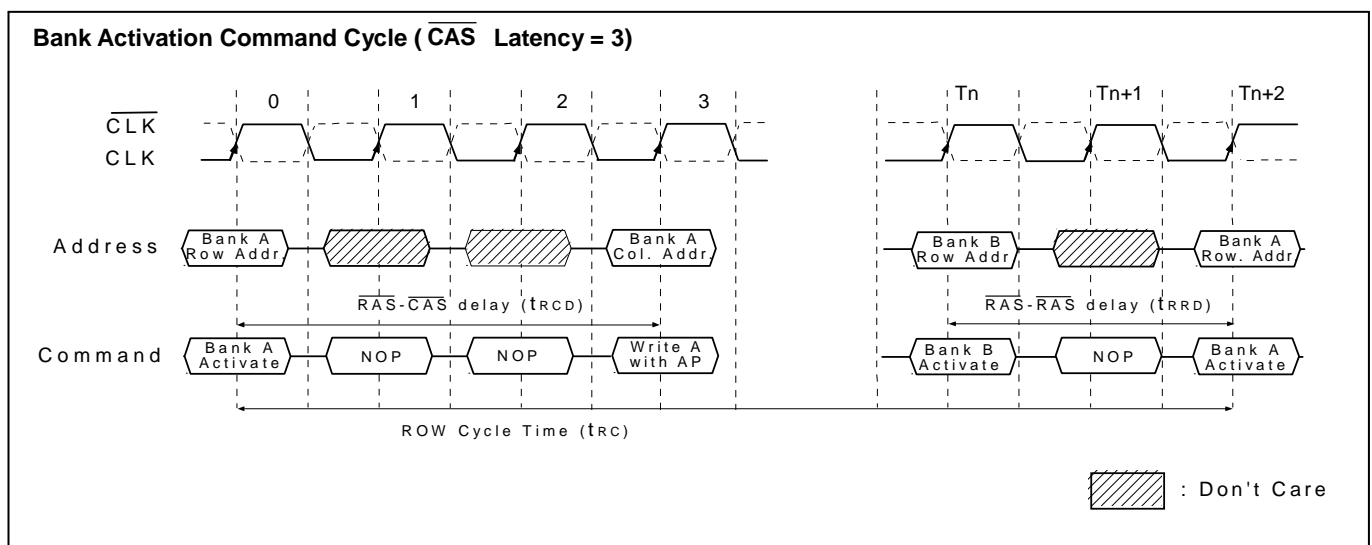 Bank Activation Command Cycle ( CAS Latency = 3)
0 1 2 3 Tn Tn+1 Tn+2
CLK
CLK
Address
Bank A
Row Addr.
Bank A
Col. Addr.
Bank B
Row Addr
Bank A
Row. Addr
RAS-CAS delay (tRCD)
RAS-RAS delay (tRRD)
Command
Bank A
Activate
NOP
NOP
Write A
with AP
Bank B
Activate
NOP
Bank A
Activate
ROW Cycle Time (tRC)
: Don't Care